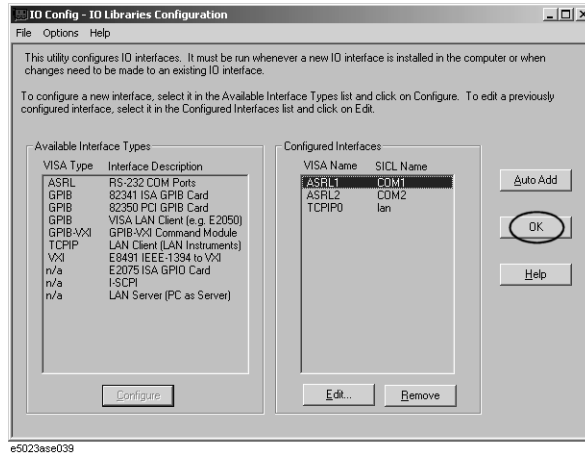 IO Config - IO Libraries Configuration
File Options Help
This utility configures IO interfaces. It must be run whenever a new IO interface is installed in the computer or when
changes need to be made to an existing IO interface.
To configure a new interface, select it in the Available Interface Types list and click on Configure. To edit a previously
configured interface, select it in the Configured Interfaces list and click on Edit.
Available Interface Types
VISA Type Interface Description
ASRL RS-232 COM Ports
GPIB 82341 ISA GPIB Card
GPIB 82350 PCI GPIB Card
GPIB VISA LAN Client (e.g. E2050)
GPIB-VXI GPIB-VXI Command Module
TCPIP LAN Client (LAN Instruments)
VXI E8491 IEEE-1394 to VXI
n/a E2075 ISA GPIO Card
n/a I-SCPI
n/a LAN Server (PC as Server)
Configure
Configured Interfaces
VISA Name SICL Name
ASRL1 COM1
ASRL2 COM2
TCPIP0 lan
Edit... Remove
Auto Add
OK
Help
e5023ase039